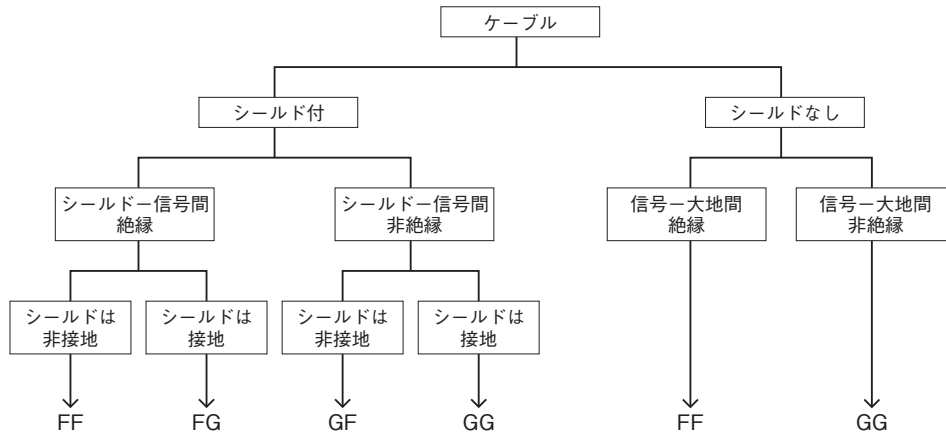 ケーブル
シールド付
シールドなし
シールドー信号間
絶縁
シールドー信号間
非絶縁
信号ー大地間
絶縁
信号ー大地間
非絶縁
シールドは
非接地
シールドは
接地
シールドは
非接地
シールドは
接地
FF
FG
GF
GG
FF
GG